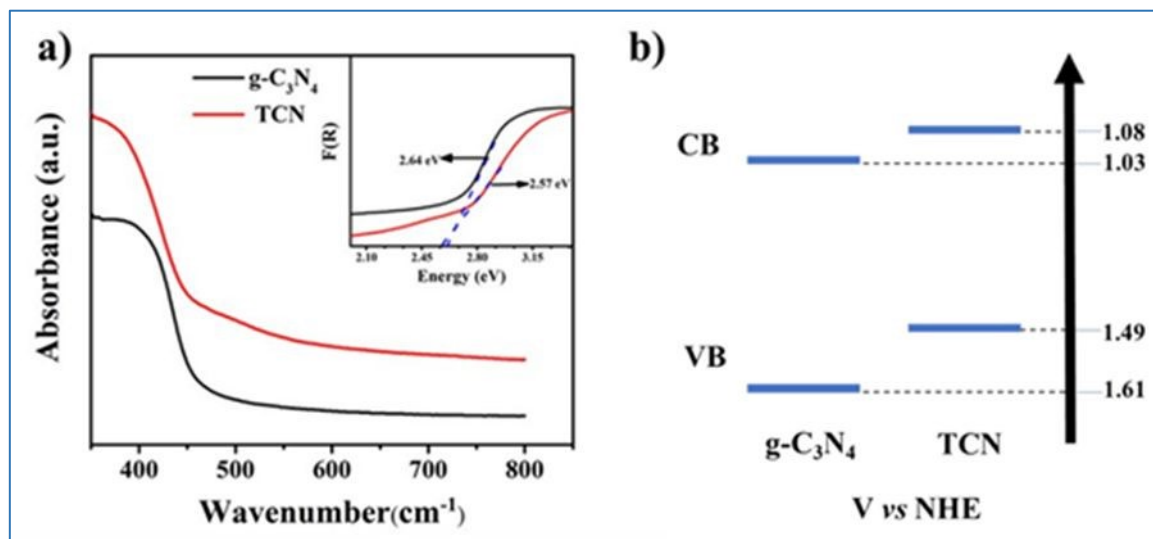 a)
g-C₃N₄
TCN
Absorbance (a.u.)
400 500 600 700 800
Wavenumber(cm⁻¹)
F(R)
2.64 eV
2.57 eV
2.10 2.45 2.80 3.15
Energy (eV)
b)
CB
1.08
1.03
VB
1.49
1.61
g-C₃N₄ TCN
V vs NHE